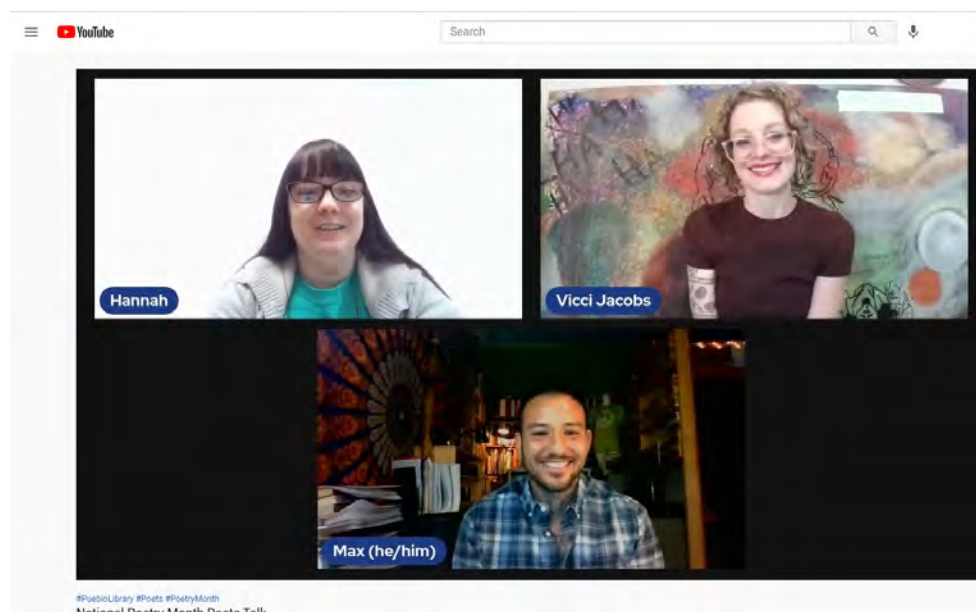 YouTube
Search
Hannah
Vicci Jacobs
Max (he/him)
#PuebloLibrary #Poets #PoetryMonth
National Poetry Month Poets Talk